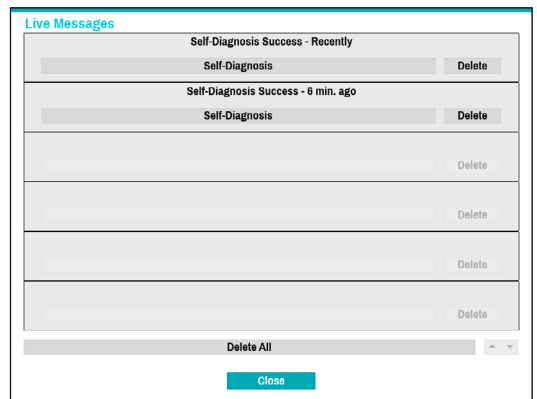 Live Messages
Self-Diagnosis Success - Recently
Self-Diagnosis Delete
Self-Diagnosis Success - 6 min. ago
Self-Diagnosis Delete
Delete
Delete
Delete
Delete
Delete All
Close